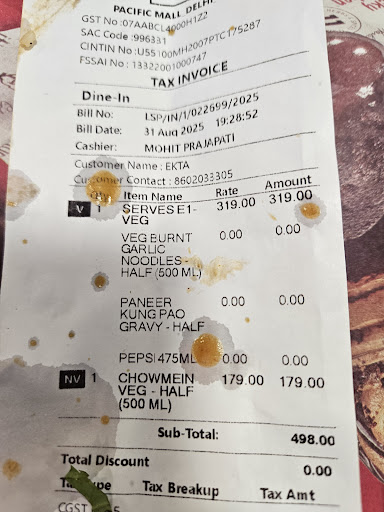 PACIFIC MALL DELHI
GST No :07AABCL4000H1Z2
SAC Code :996331
CINTIN No :U55100MH2007PTC175287
FSSAI No : 13322001000747
TAX INVOICE
Dine-In
Bill No: LSP/IN/1/022699/2025
Bill Date: 31 Aug 2025 19:28:52
Cashier: MOHIT PRAJAPATI
Customer Name : EKTA
Customer Contact : 8602033305
Item Name Rate Amount
V 1 SERVES E1- 319.00 319.00
VEG
VEG BURNT 0.00 0.00
GARLIC
NOODLES -
HALF (500 ML)
PANEER 0.00 0.00
KUNG PAO
GRAVY - HALF
PEPSI 475ML 0.00 0.00
NV 1 CHOWMEIN 179.00 179.00
VEG - HALF
(500 ML)
Sub-Total: 498.00
Total Discount 0.00
Tax Breakup Tax Amt
CGST